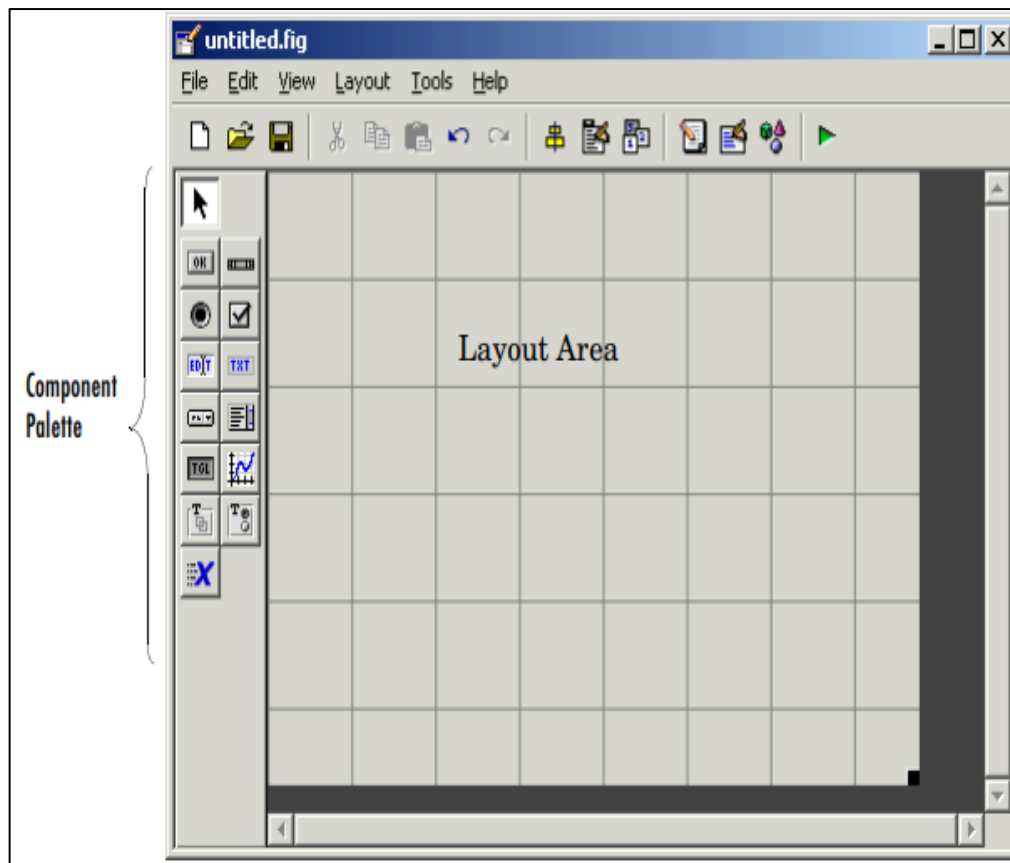 untitled.fig
File Edit View Layout Tools Help
OK
EDIT TXT
TGL
T T
X
Layout Area
Component
Palette